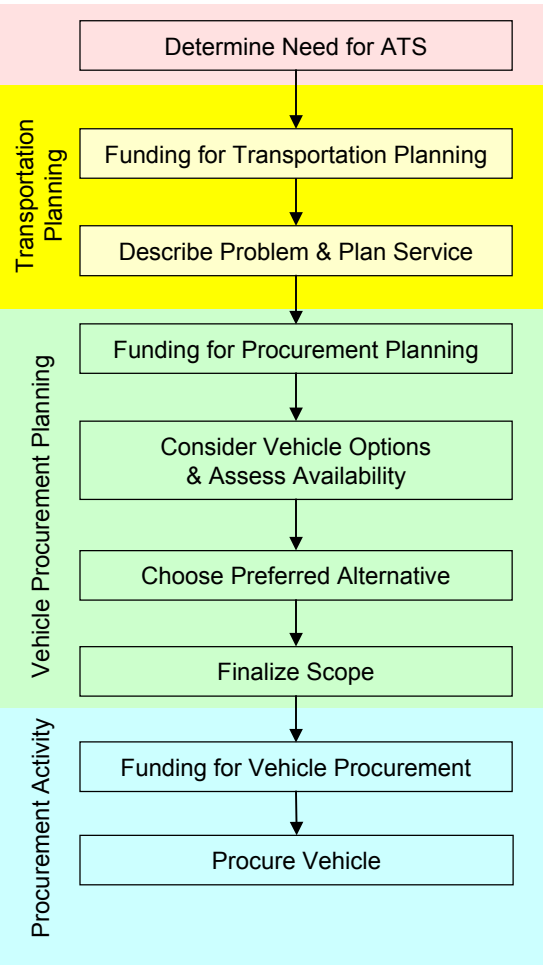 Determine Need for ATS
Transportation
Planning
Funding for Transportation Planning
Describe Problem & Plan Service
Vehicle Procurement Planning
Funding for Procurement Planning
Consider Vehicle Options
& Assess Availability
Choose Preferred Alternative
Finalize Scope
Procurement Activity
Funding for Vehicle Procurement
Procure Vehicle